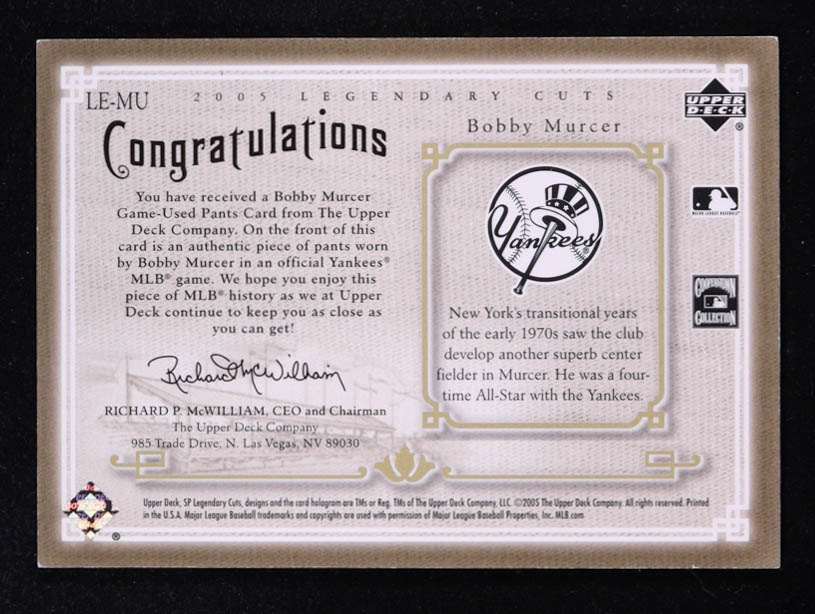 LE-MU
2005 LEGENDARY CUTS
UPPER
D·E·C·K
®
Congratulations
Bobby Murcer
You have received a Bobby Murcer
Game-Used Pants Card from The Upper
Deck Company. On the front of this
card is an authentic piece of pants worn
by Bobby Murcer in an official Yankees®
MLB® game. We hope you enjoy this
piece of MLB® history as we at Upper
Deck continue to keep you as close as
you can get!
Richard P. McWilliam
RICHARD P. McWILLIAM, CEO and Chairman
The Upper Deck Company
985 Trade Drive, N. Las Vegas, NV 89030
Yankees
New York's transitional years
of the early 1970s saw the club
develop another superb center
fielder in Murcer. He was a four-
time All-Star with the Yankees.
MAJOR LEAGUE BASEBALL
COOPERSTOWN
COLLECTION
Upper Deck, SP Legendary Cuts, designs and the card hologram are TMs or Reg. TMs of The Upper Deck Company, LLC. ©2005 The Upper Deck Company. All rights reserved. Printed
in the U.S.A. Major League Baseball trademarks and copyrights are used with permission of Major League Baseball Properties, Inc. MLB.com
®